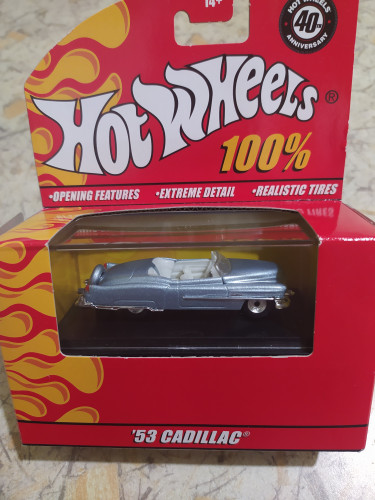 14+
HOT WHEELS
40TH
ANNIVERSARY
HOT WHEELS®
100%
•OPENING FEATURES •EXTREME DETAIL •REALISTIC TIRES
'53 CADILLAC®